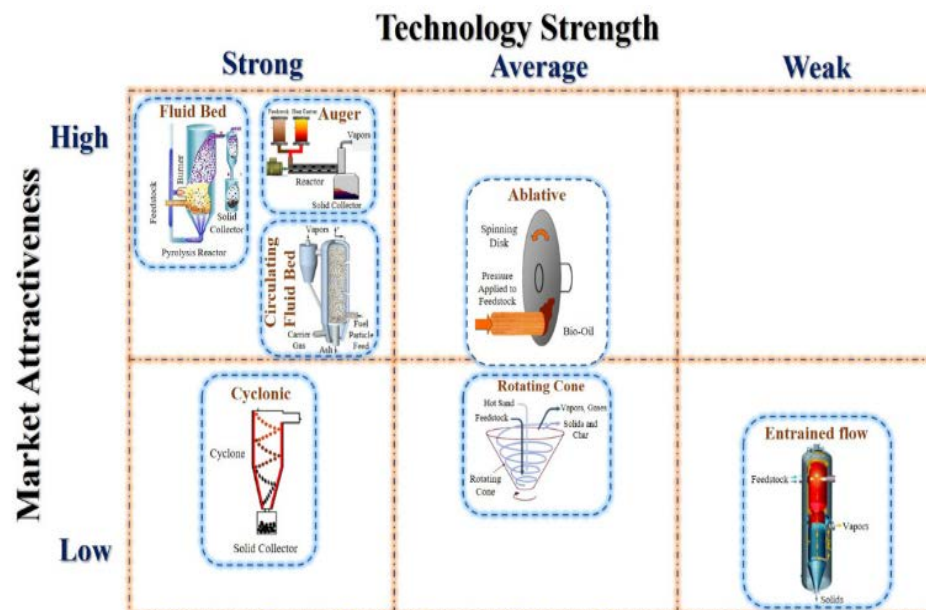 Technology Strength
Strong
Average
Weak
Market Attractiveness
High
Low
Fluid Bed
Burner
Feedstock
Solid
Collector
Pyrolysis Reactor
Auger
Feedstock
Heat Carrier
Vapors
Reactor
Solid Collector
Circulating
Fluid Bed
Vapors
Carrier
Gas
Ash
Fuel
Particle
Feed
Ablative
Spinning
Disk
Pressure
Applied to
Feedstock
Bio-Oil
Cyclonic
Cyclone
Solid Collector
Rotating Cone
Hot Sand
Feedstock
Vapors, Gases
Solids and
Char
Rotating
Cone
Entrained flow
Feedstock
Vapors
Solids